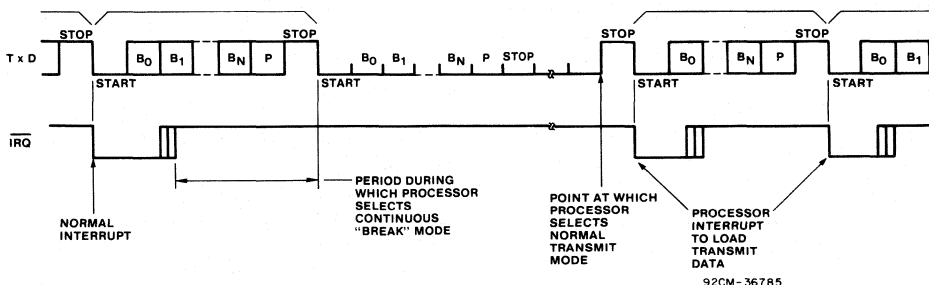 STOP STOP STOP STOP
T x D B0 B1 BN P B0 B1 BN P STOP B0 BN P B0 B1
START START START START
IRQ
NORMAL
INTERRUPT
PERIOD DURING
WHICH PROCESSOR
SELECTS
CONTINUOUS
“BREAK” MODE
POINT AT WHICH
PROCESSOR
SELECTS
NORMAL
TRANSMIT
MODE
PROCESSOR
INTERRUPT
TO LOAD
TRANSMIT
DATA
92CM-36785